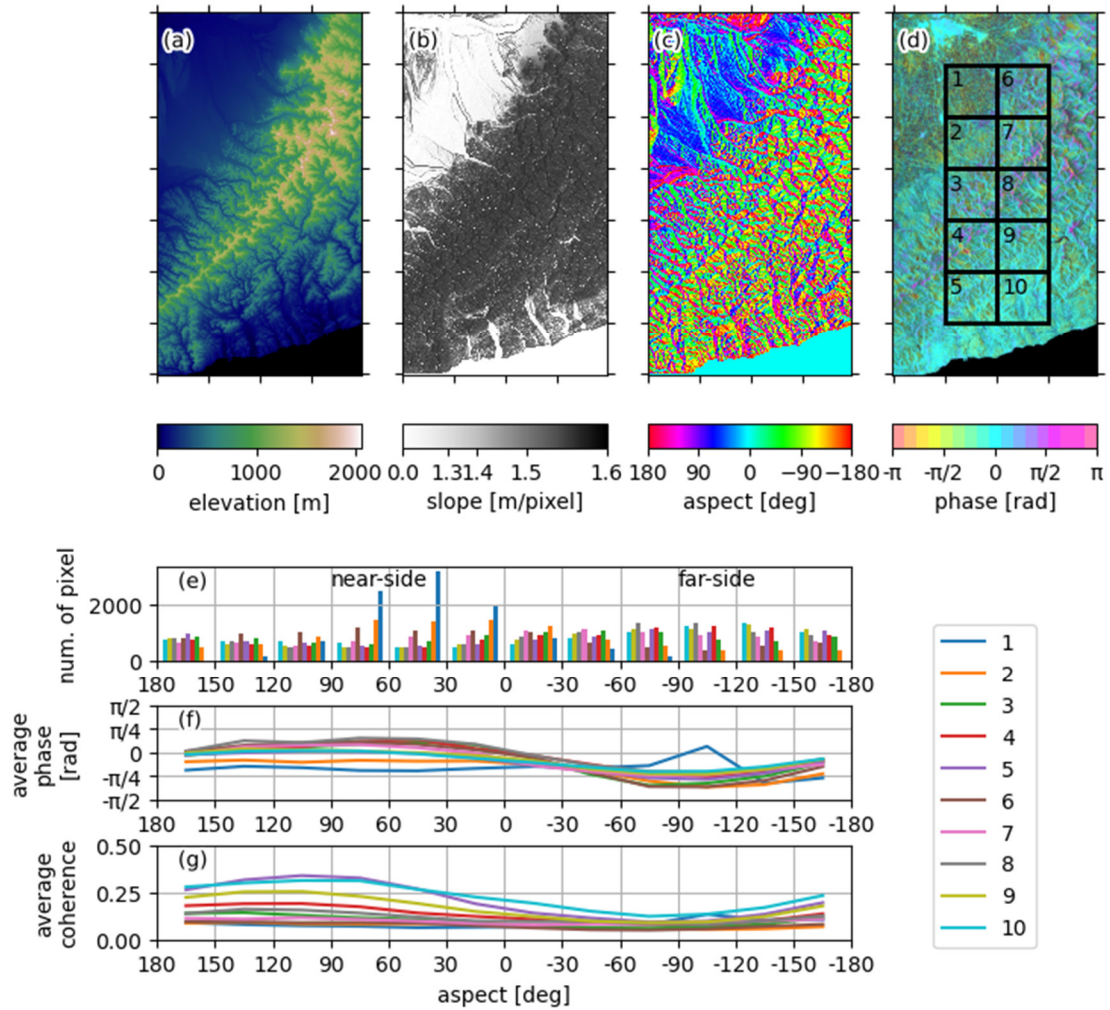 (a) (b) (c) (d)
1 6
2 7
3 8
4 9
5 10
0 1000 2000
elevation [m]
0.0 1.31.4 1.5 1.6
slope [m/pixel]
180 90 0 −90 −180
aspect [deg]
-π -π/2 0 π/2 π
phase [rad]
(e) near-side far-side
num. of pixel
2000
0
180 150 120 90 60 30 0 -30 -60 -90 -120 -150 -180
(f)
average
phase
[rad]
π/2
π/4
0
-π/4
-π/2
180 150 120 90 60 30 0 -30 -60 -90 -120 -150 -180
(g)
average
coherence
0.50
0.25
0.00
180 150 120 90 60 30 0 -30 -60 -90 -120 -150 -180
aspect [deg]
1
2
3
4
5
6
7
8
9
10